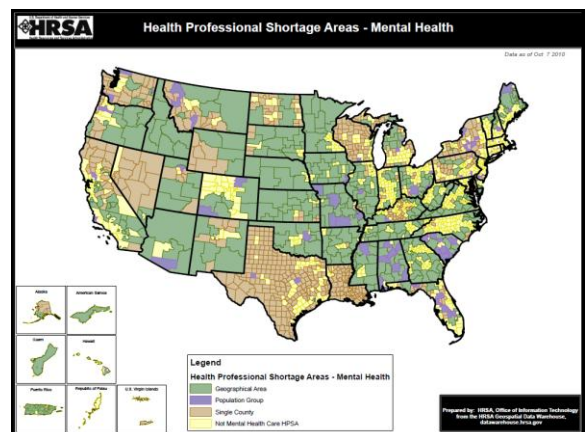 HRSA
Health Professional Shortage Areas - Mental Health
Data as of Oct 7 2010
Alaska
American Samoa
Guam
Hawaii
Puerto Rico
Republic of Palau
U.S. Virgin Islands
Legend
Health Professional Shortage Areas - Mental Health
Geographical Area
Population Group
Single County
Not Mental Health Care HPSA
Prepared by: HRSA, Office of Information Technology
from the HRSA Geospatial Data Warehouse,
datawarehouse.hrsa.gov